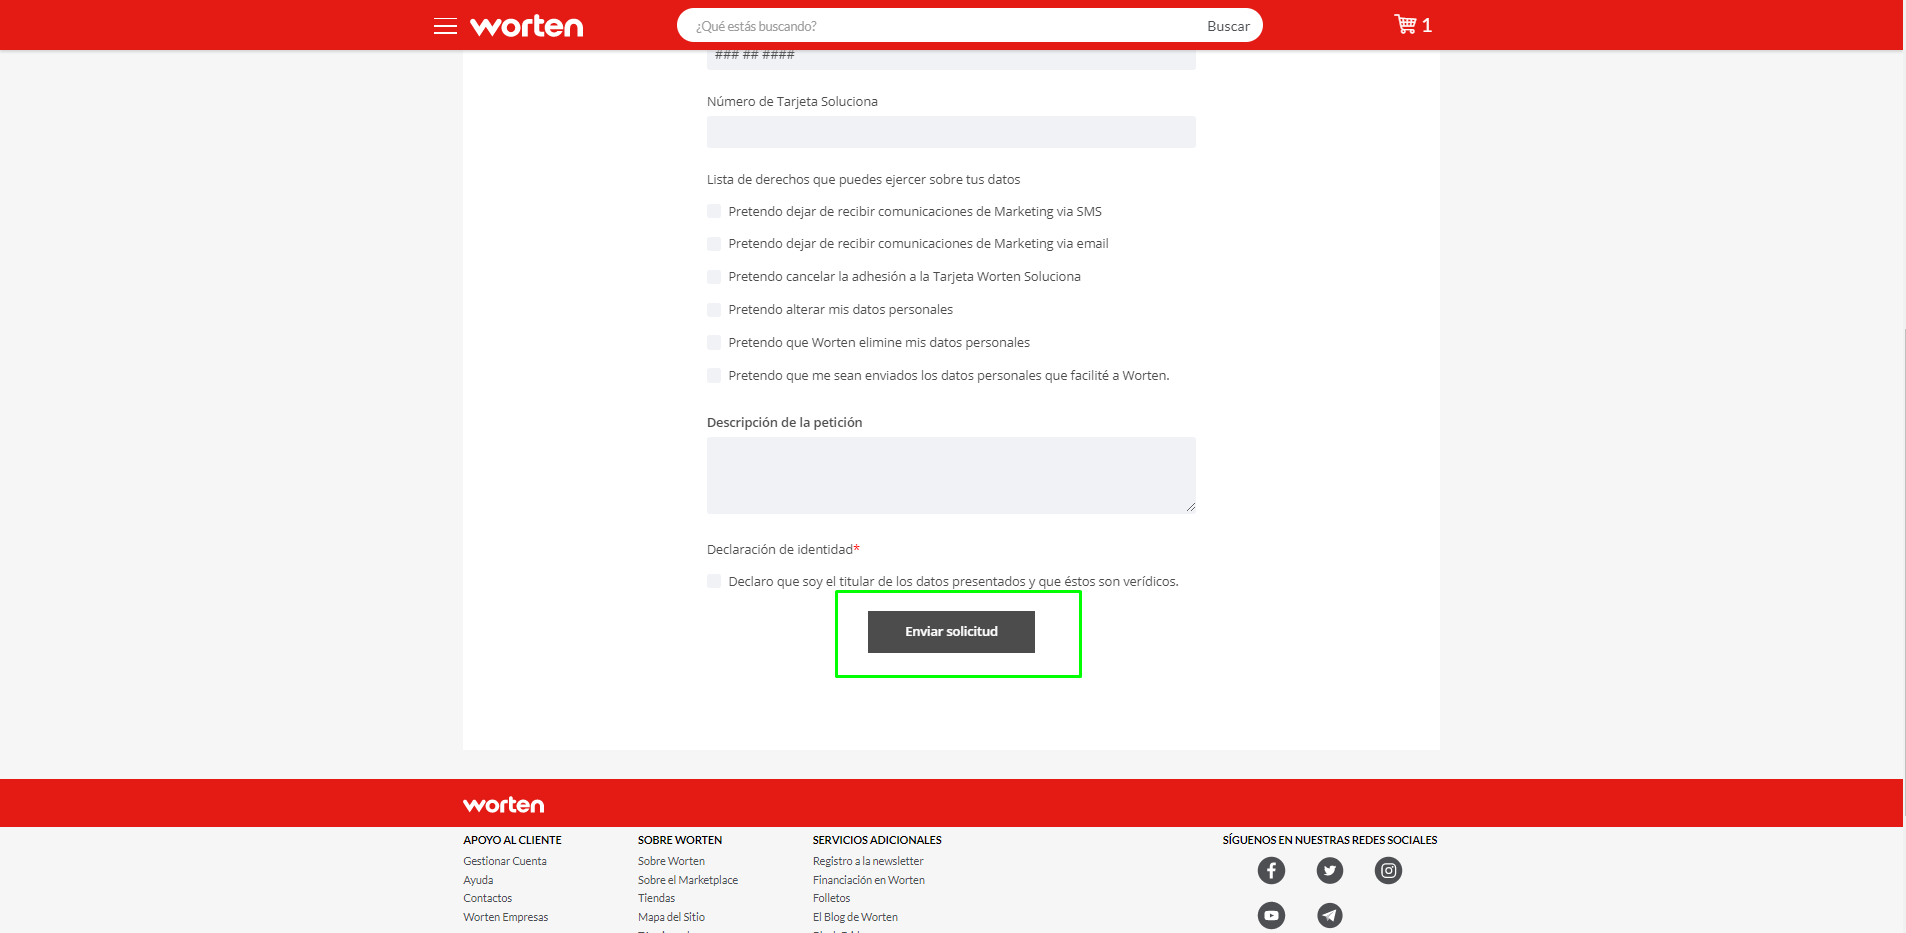 worten
¿Qué estás buscando?
Buscar
1
### ## ####
Número de Tarjeta Soluciona
Lista de derechos que puedes ejercer sobre tus datos
Pretendo dejar de recibir comunicaciones de Marketing via SMS
Pretendo dejar de recibir comunicaciones de Marketing via email
Pretendo cancelar la adhesión a la Tarjeta Worten Soluciona
Pretendo alterar mis datos personales
Pretendo que Worten elimine mis datos personales
Pretendo que me sean enviados los datos personales que facilité a Worten.
Descripción de la petición
Declaración de identidad*
Declaro que soy el titular de los datos presentados y que éstos son verídicos.
Enviar solicitud
worten
APOYO AL CLIENTE
Gestionar Cuenta
Ayuda
Contactos
Worten Empresas
SOBRE WORTEN
Sobre Worten
Sobre el Marketplace
Tiendas
Mapa del Sitio
SERVICIOS ADICIONALES
Registro a la newsletter
Financiación en Worten
Folletos
El Blog de Worten
SÍGUENOS EN NUESTRAS REDES SOCIALES